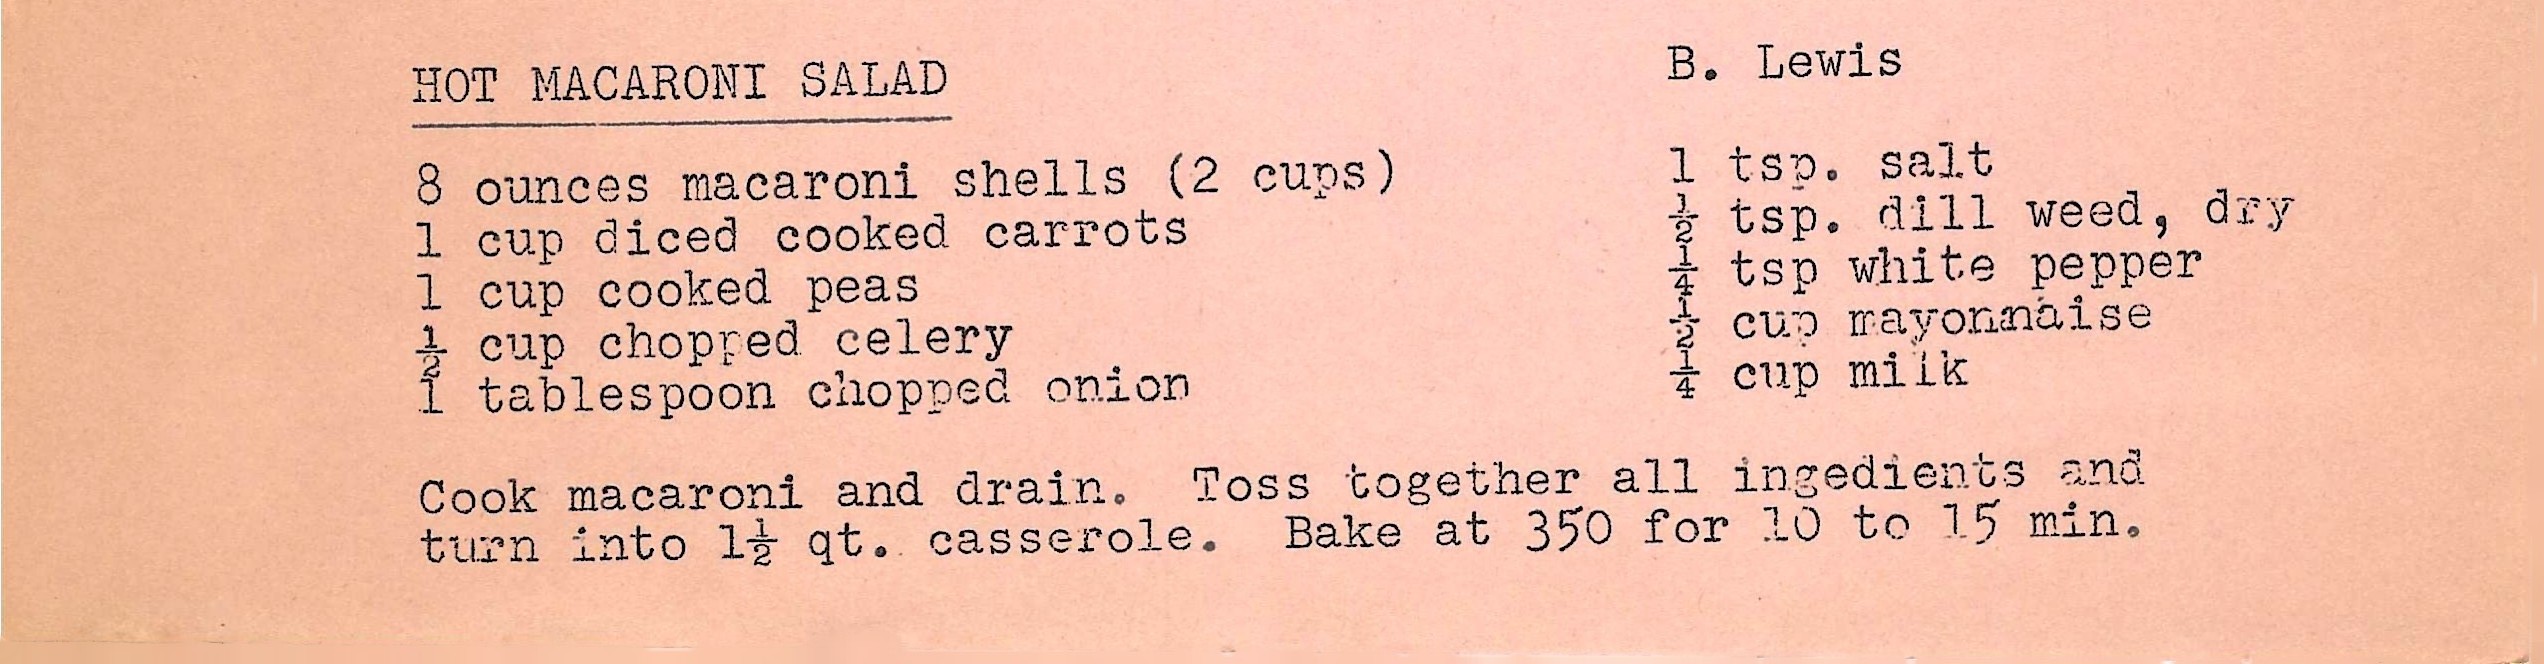 HOT MACARONI SALAD
B. Lewis
8 ounces macaroni shells (2 cups)
1 cup diced cooked carrots
1 cup cooked peas
½ cup chopped celery
1 tablespoon chopped onion
1 tsp. salt
½ tsp. dill weed, dry
¼ tsp white pepper
½ cup mayonnaise
¼ cup milk
Cook macaroni and drain. Toss together all ingedients and
turn into 1½ qt. casserole. Bake at 350 for 10 to 15 min.